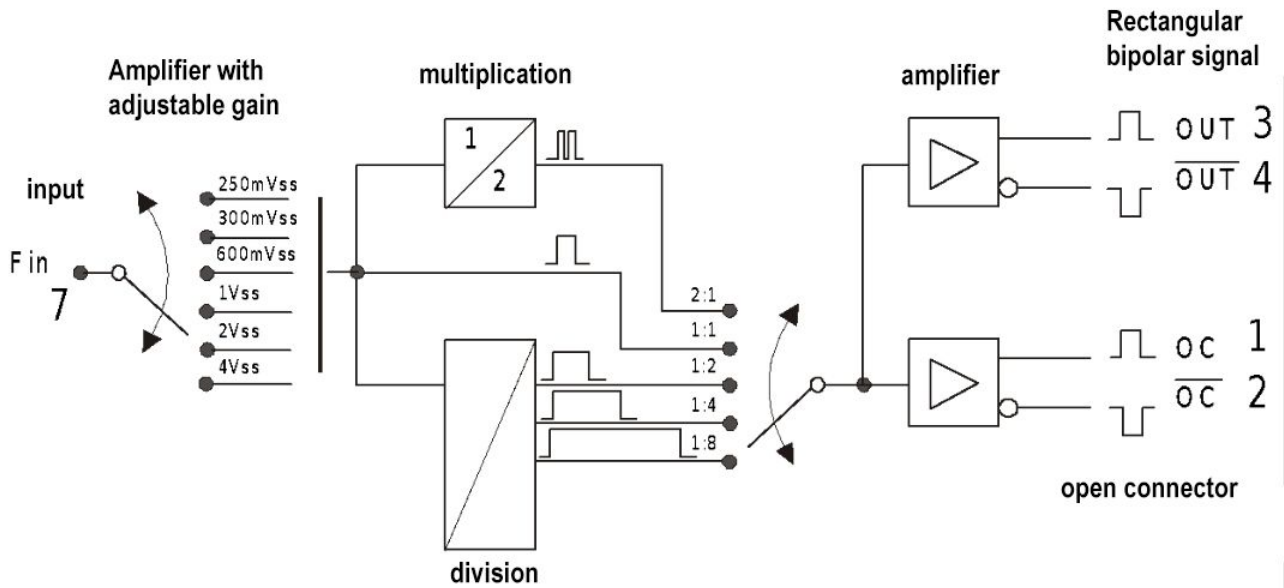 Rectangular
bipolar signal
Amplifier with
adjustable gain
multiplication
amplifier
input
250mVss
300mVss
600mVss
1Vss
2Vss
4Vss
F in
7
1
2
2:1
1:1
1:2
1:4
1:8
OUT 3
O̅U̅T̅ 4
OC 1
O̅C̅ 2
open connector
division